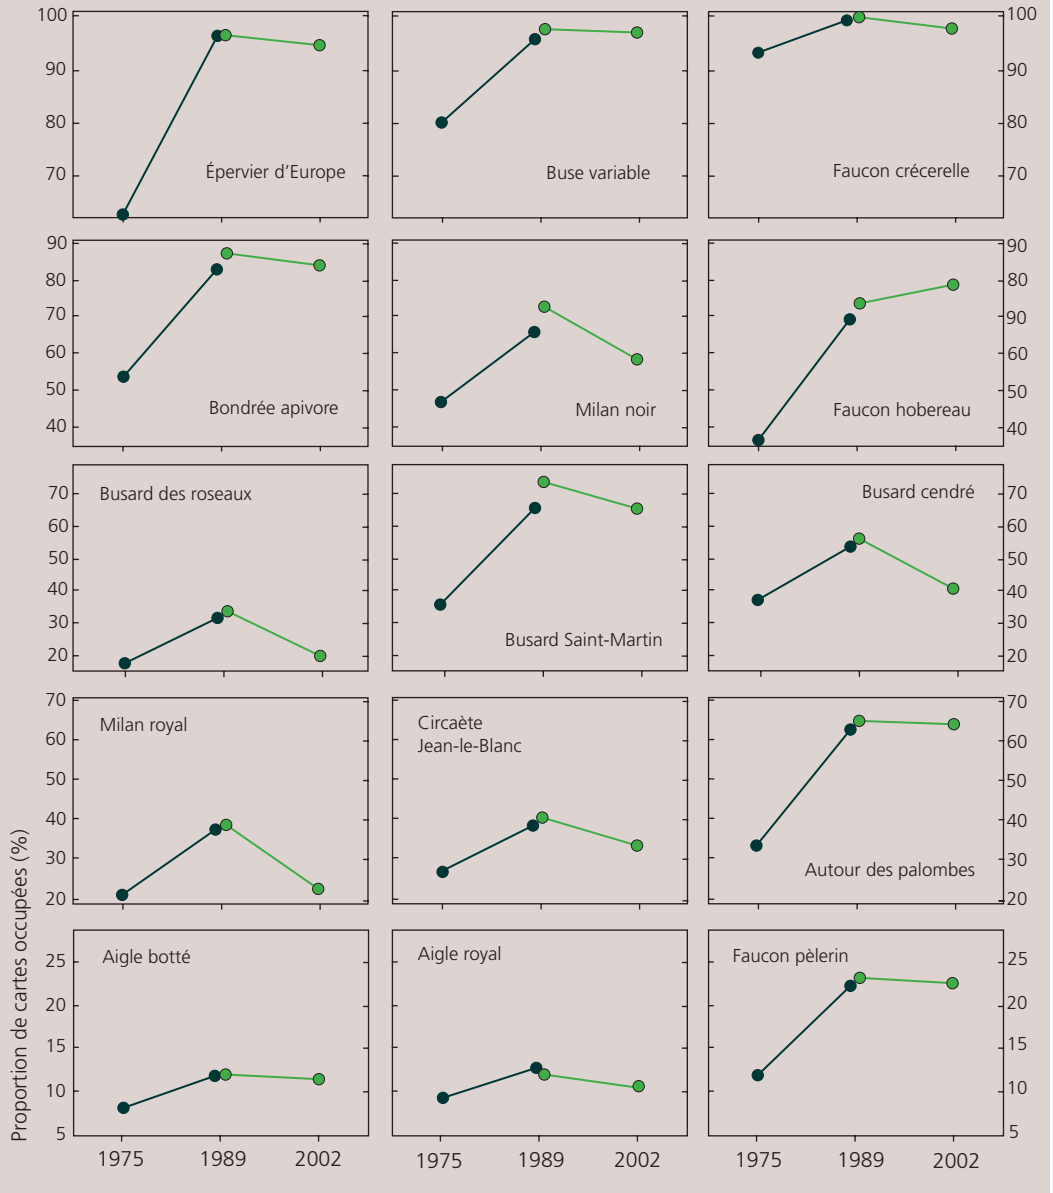 100
90
80
70
Épervier d'Europe
Buse variable
Faucon crécerelle
100
90
80
70
90
80
70
60
50
40
Bondrée apivore
Milan noir
Faucon hobereau
90
80
90
60
50
40
70
60
50
40
30
20
Busard des roseaux
Busard Saint-Martin
Busard cendré
70
60
50
40
30
20
70
60
50
40
30
20
Milan royal
Circaète
Jean-le-Blanc
Autour des palombes
70
60
50
40
30
20
Proportion de cartes occupées (%)
25
20
15
10
5
Aigle botté
Aigle royal
Faucon pèlerin
25
20
15
10
5
1975 1989 2002
1975 1989 2002
1975 1989 2002